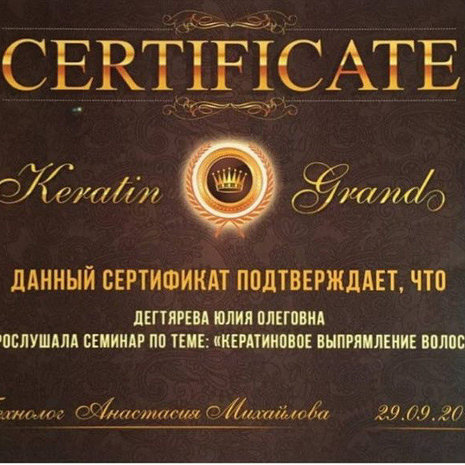 CERTIFICATE
Keratin Grand
ДАННЫЙ СЕРТИФИКАТ ПОДТВЕРЖДАЕТ, ЧТО
ДЕГТЯРЕВА ЮЛИЯ ОЛЕГОВНА
РОСЛУШАЛА СЕМИНАР ПО ТЕМЕ: «КЕРАТИНОВОЕ ВЫПРЯМЛЕНИЕ ВОЛОС
ехнолог Анастасия Михайлова 29.09.20